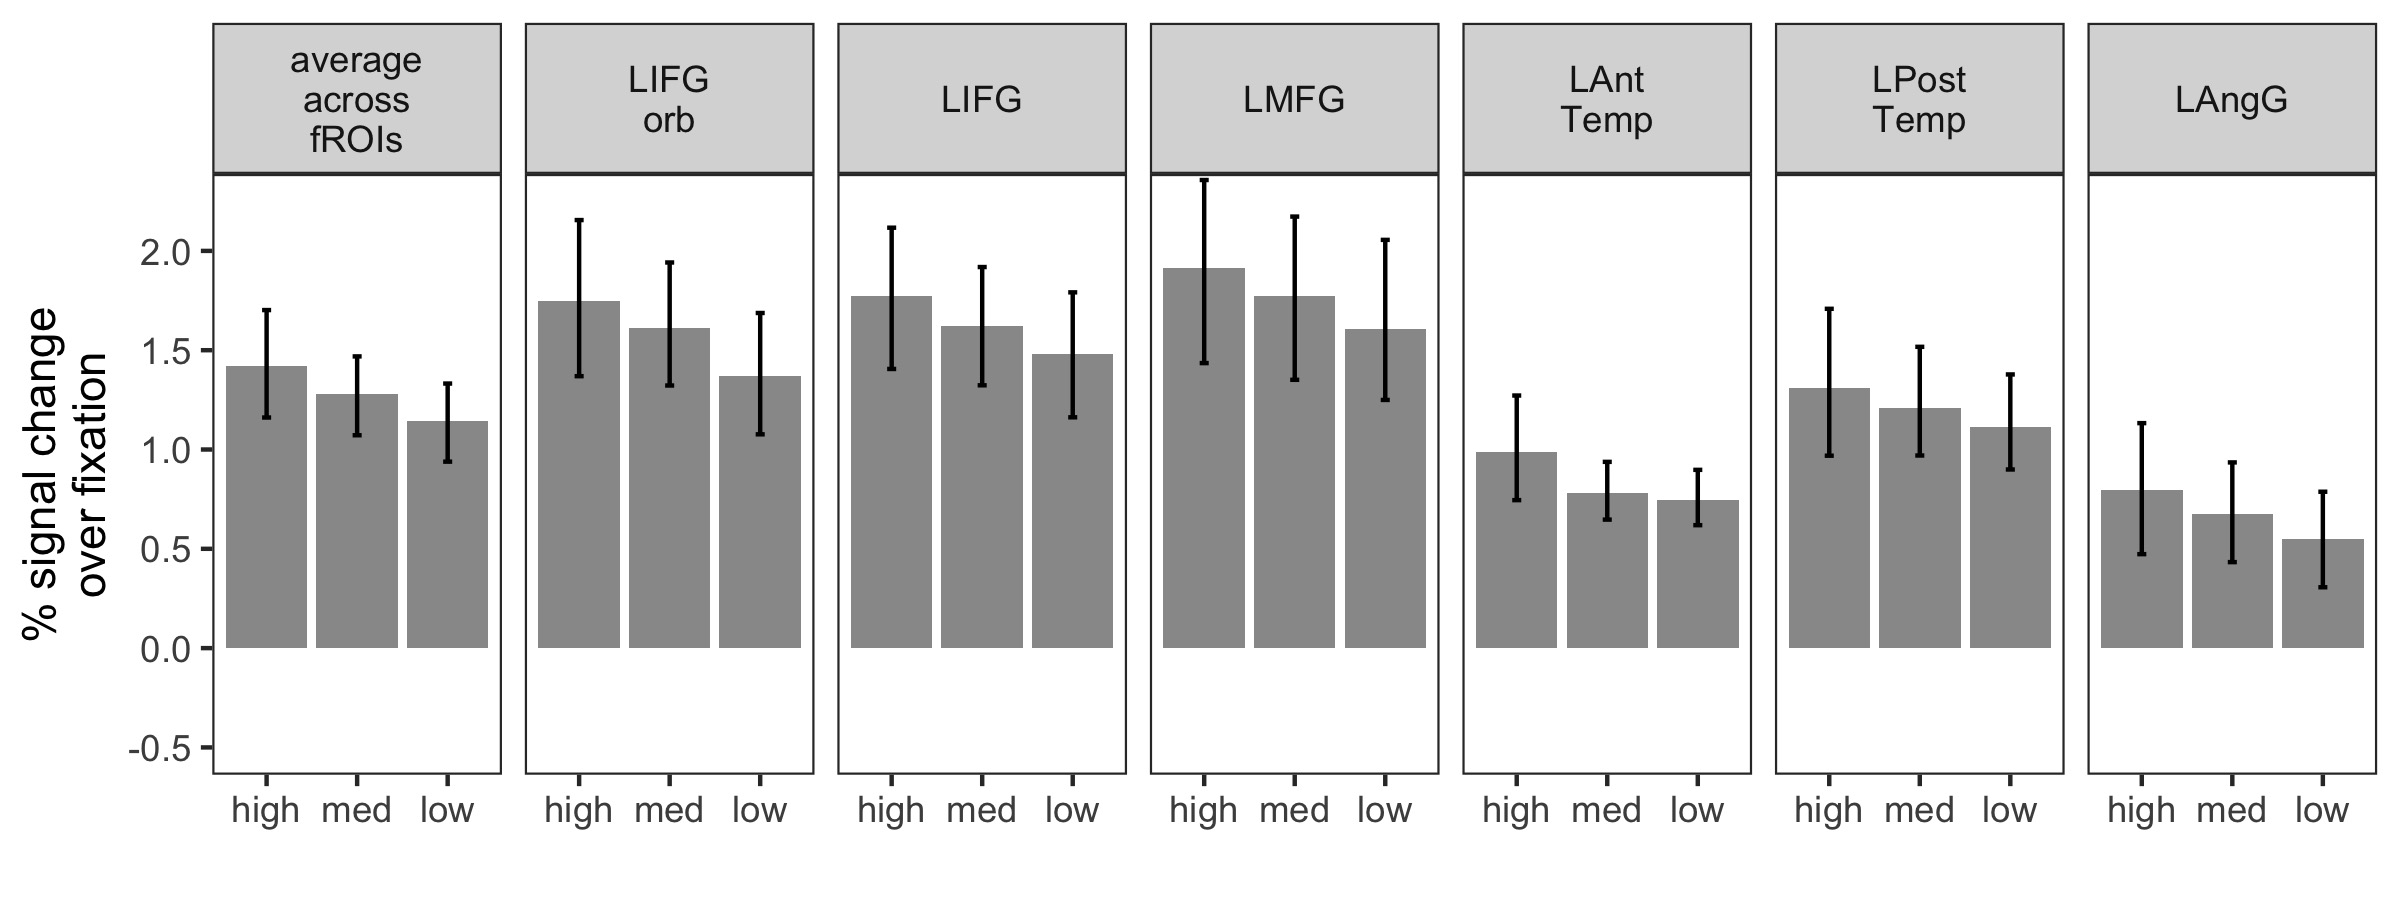 average
across
fROIs
LIFG
orb
LIFG
LMFG
LAnt
Temp
LPost
Temp
LAngG
% signal change
over fixation
2.0
1.5
1.0
0.5
0.0
-0.5
high med low
high med low
high med low
high med low
high med low
high med low
high med low